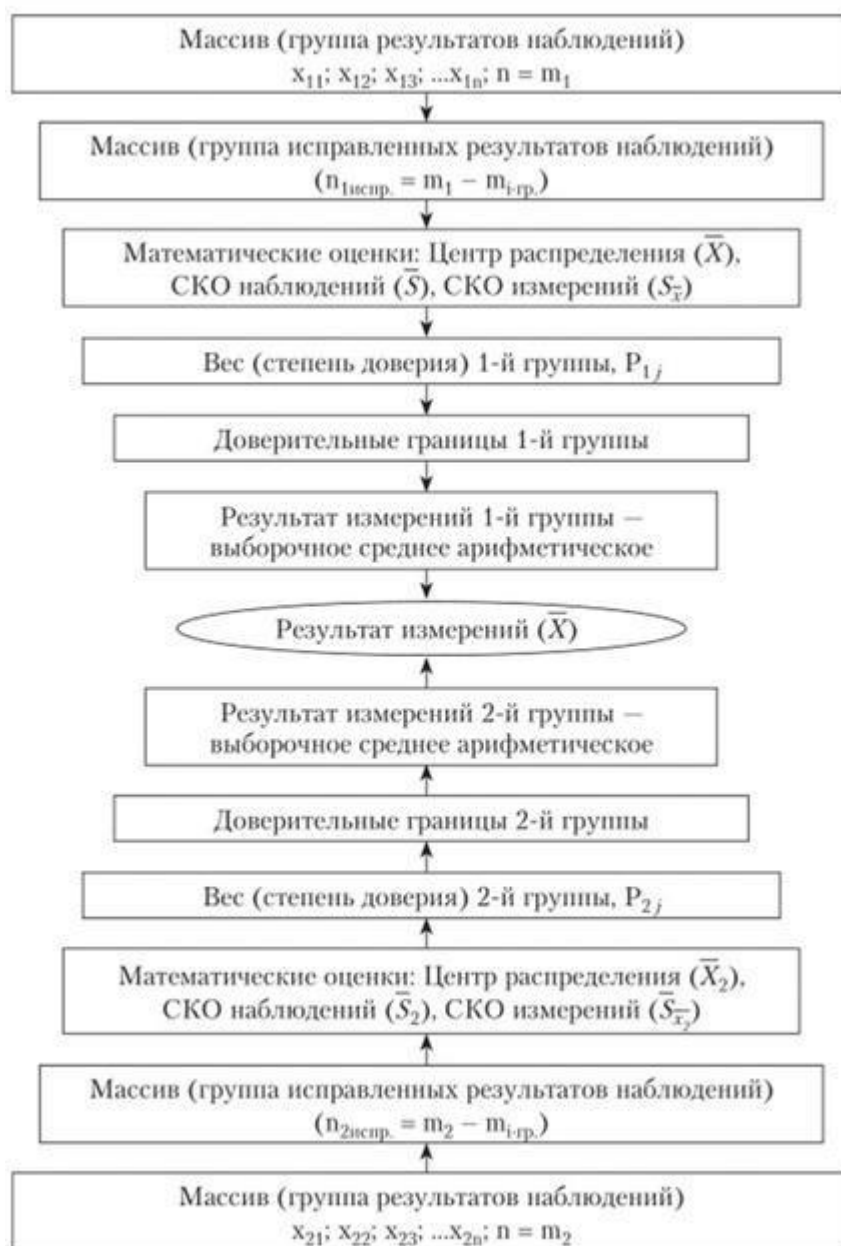 Массив (группа результатов наблюдений)
x₁₁; x₁₂; x₁₃; ...x₁ₙ; n = m₁
Массив (группа исправленных результатов наблюдений)
(n₁испр. = m₁ – mᵢ-гр.)
Математические оценки: Центр распределения (X̅),
СКО наблюдений (S̅), СКО измерений (Sx̅)
Вес (степень доверия) 1-й группы, P₁ⱼ
Доверительные границы 1-й группы
Результат измерений 1-й группы —
выборочное среднее арифметическое
Результат измерений (X̅)
Результат измерений 2-й группы —
выборочное среднее арифметическое
Доверительные границы 2-й группы
Вес (степень доверия) 2-й группы, P₂ⱼ
Математические оценки: Центр распределения (X̅₂),
СКО наблюдений (S̅₂), СКО измерений (S̅x̅₂)
Массив (группа исправленных результатов наблюдений)
(n₂испр. = m₂ – mᵢ-гр.)
Массив (группа результатов наблюдений)
x₂₁; x₂₂; x₂₃; ...x₂ₙ; n = m₂